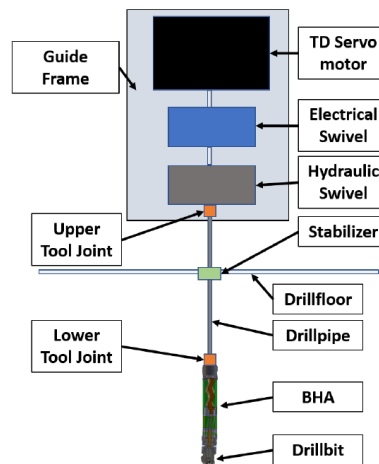 Guide
Frame
TD Servo
motor
Electrical
Swivel
Hydraulic
Swivel
Upper
Tool Joint
Stabilizer
Drillfloor
Lower
Tool Joint
Drillpipe
BHA
Drillbit